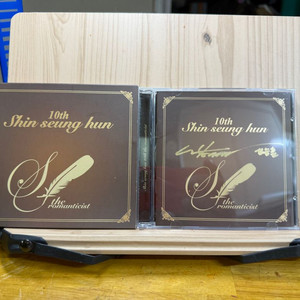 10th
Shin seung hun
S
the
romanticist
10th
Shin seung hun
S
the
romanticist